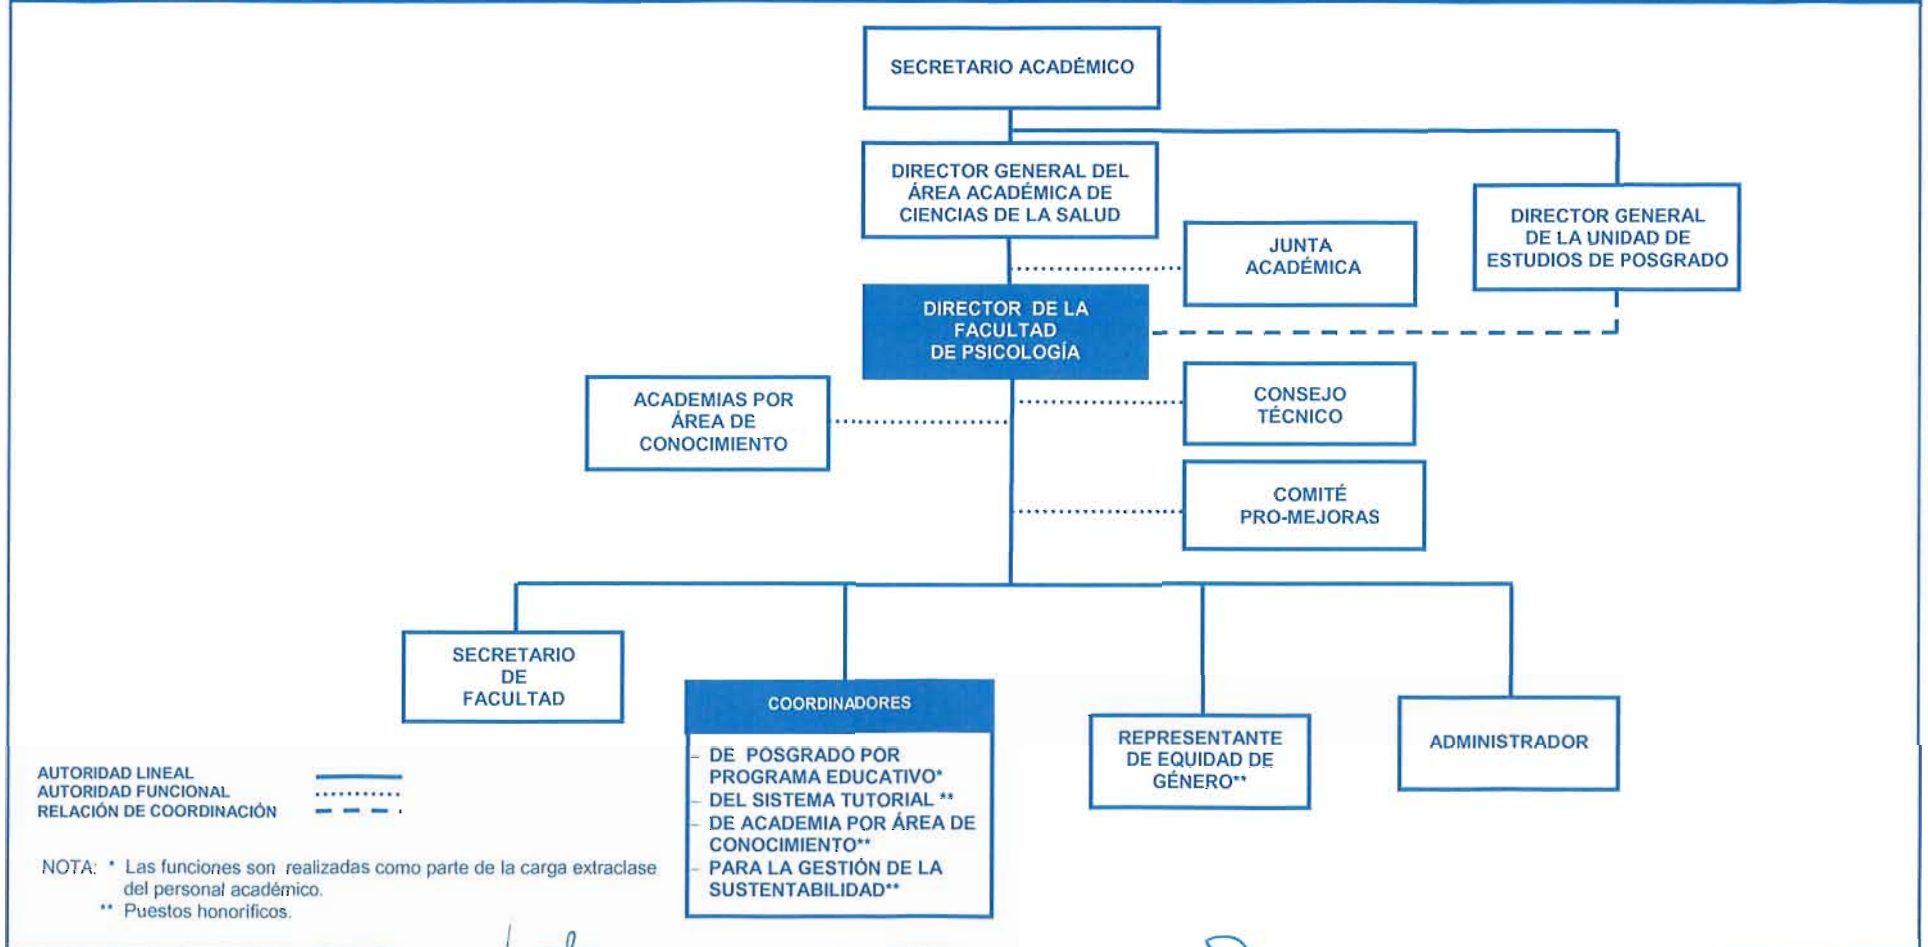 SECRETARIO ACADÉMICO
DIRECTOR GENERAL DEL
ÁREA ACADÉMICA DE
CIENCIAS DE LA SALUD
DIRECTOR GENERAL
DE LA UNIDAD DE
ESTUDIOS DE POSGRADO
JUNTA
ACADÉMICA
DIRECTOR DE LA
FACULTAD
DE PSICOLOGÍA
ACADEMIAS POR
ÁREA DE
CONOCIMIENTO
CONSEJO
TÉCNICO
COMITÉ
PRO-MEJORAS
SECRETARIO
DE
FACULTAD
COORDINADORES
– DE POSGRADO POR
PROGRAMA EDUCATIVO*
– DEL SISTEMA TUTORIAL **
– DE ACADEMIA POR ÁREA DE
CONOCIMIENTO**
– PARA LA GESTIÓN DE LA
SUSTENTABILIDAD**
REPRESENTANTE
DE EQUIDAD DE
GÉNERO**
ADMINISTRADOR
AUTORIDAD LINEAL
AUTORIDAD FUNCIONAL
RELACIÓN DE COORDINACIÓN
NOTA: * Las funciones son realizadas como parte de la carga extraclase
del personal académico.
** Puestos honoríficos.